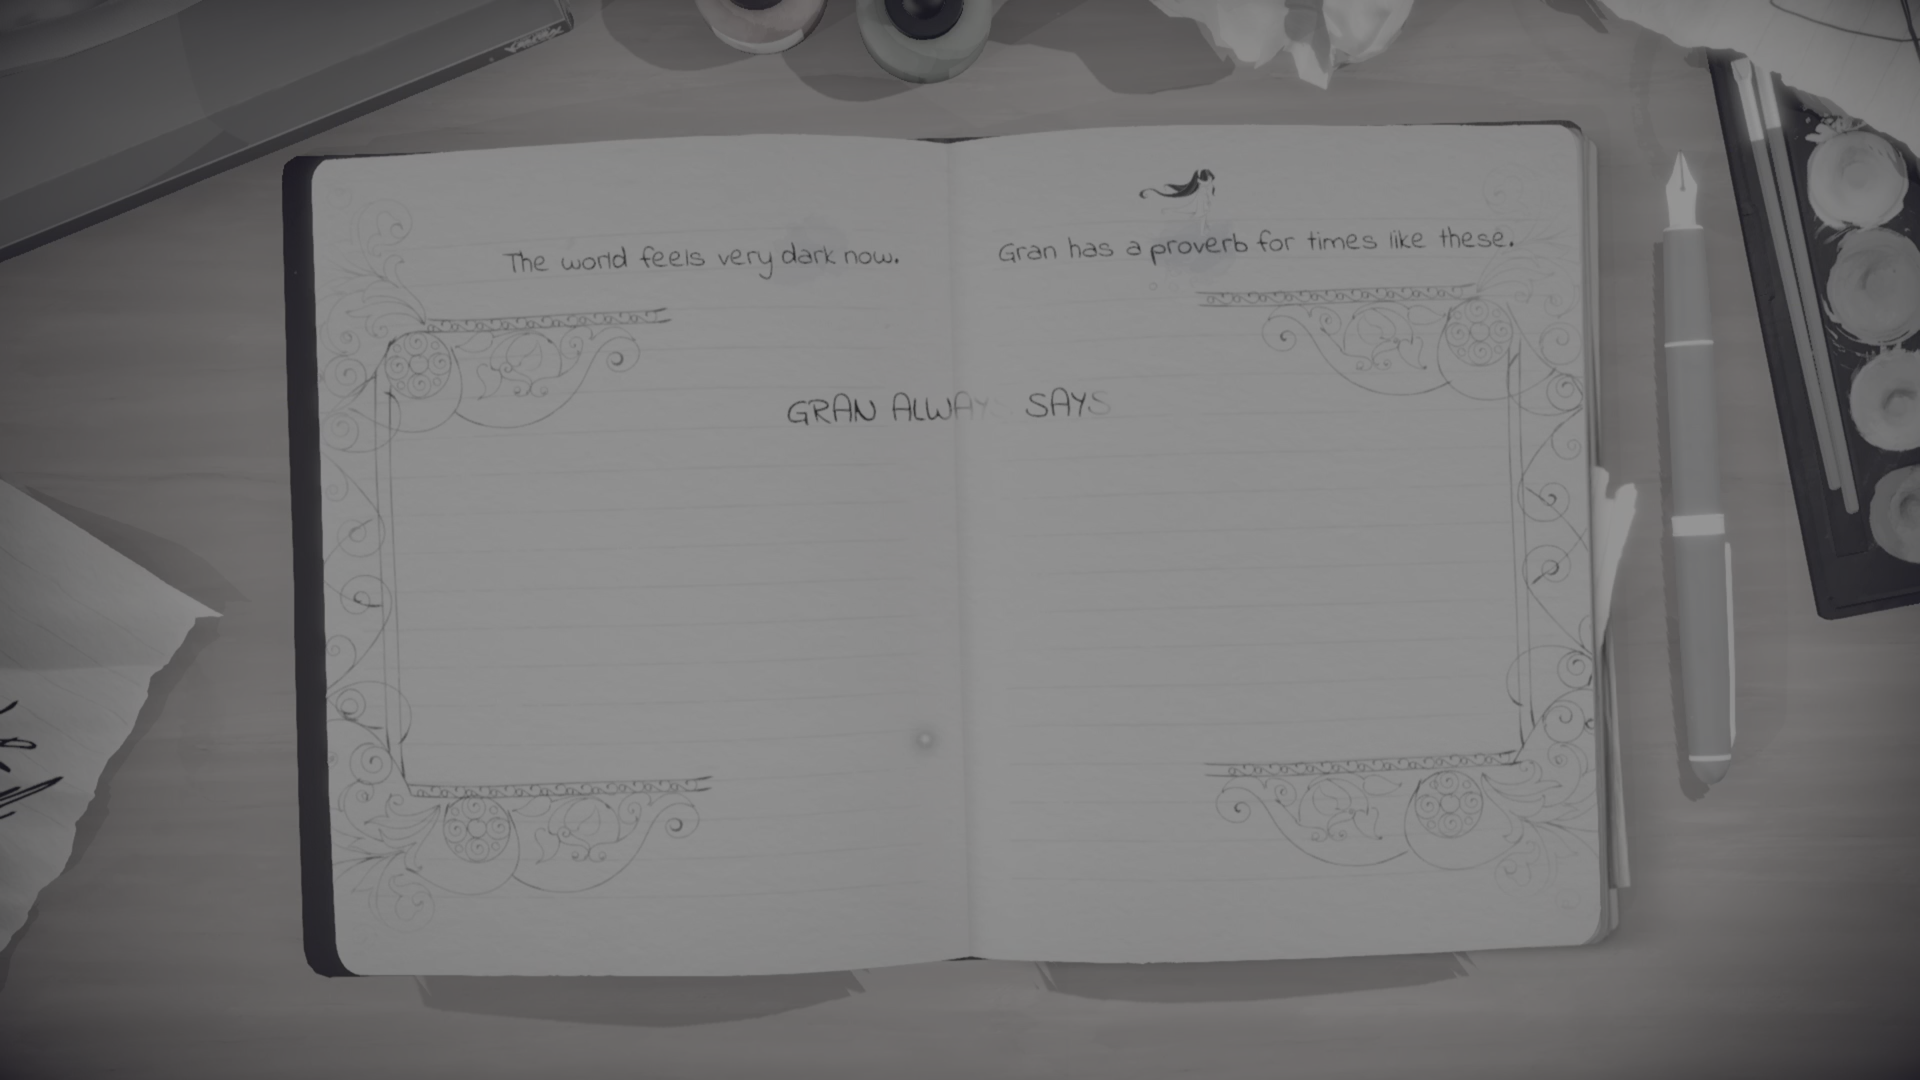 The world feels very dark now.
Gran has a proverb for times like these.
GRAN ALWAYS SAYS